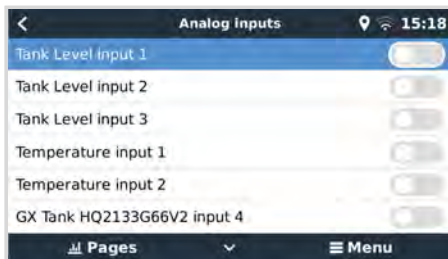 Analog inputs 15:18
Tank Level input 1
Tank Level input 2
Tank Level input 3
Temperature input 1
Temperature input 2
GX Tank HQ2133G66V2 input 4
Pages Menu